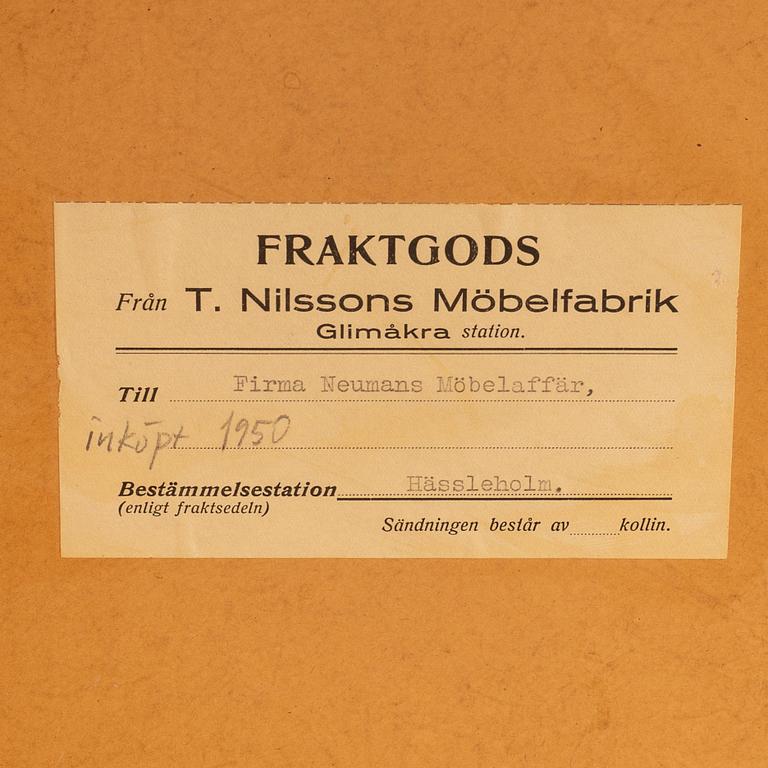 FRAKTGODS
Från T. Nilssons Möbelfabrik
Glimåkra station.
Till Firma Neumans Möbelaffär,
inköpt 1950
Bestämmelsestation Hässleholm.
(enligt fraktsedeln)
Sändningen består av ........ kollin.